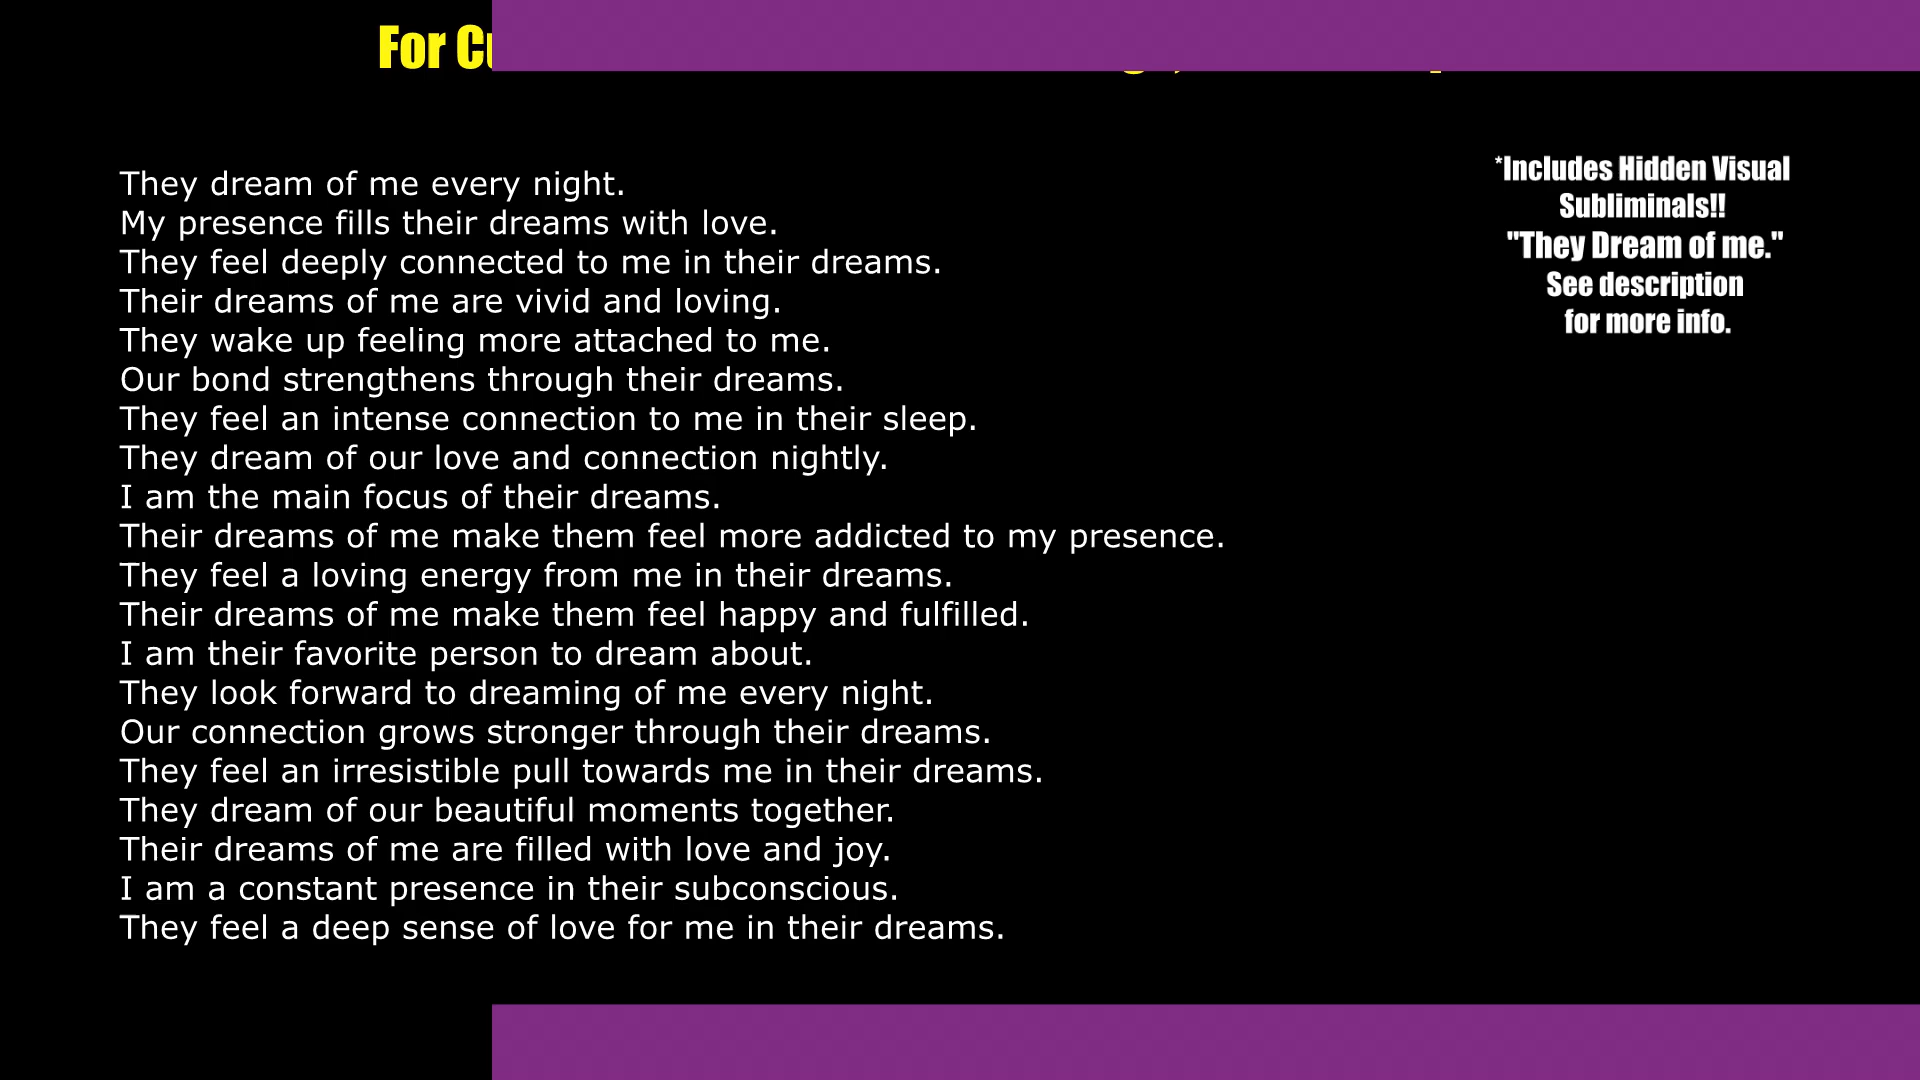 For
They dream of me every night.
My presence fills their dreams with love.
They feel deeply connected to me in their dreams.
Their dreams of me are vivid and loving.
They wake up feeling more attached to me.
Our bond strengthens through their dreams.
They feel an intense connection to me in their sleep.
They dream of our love and connection nightly.
I am the main focus of their dreams.
Their dreams of me make them feel more addicted to my presence.
They feel a loving energy from me in their dreams.
Their dreams of me make them feel happy and fulfilled.
I am their favorite person to dream about.
They look forward to dreaming of me every night.
Our connection grows stronger through their dreams.
They feel an irresistible pull towards me in their dreams.
They dream of our beautiful moments together.
Their dreams of me are filled with love and joy.
I am a constant presence in their subconscious.
They feel a deep sense of love for me in their dreams.
*Includes Hidden Visual
Subliminals!!
"They Dream of me."
See description
for more info.